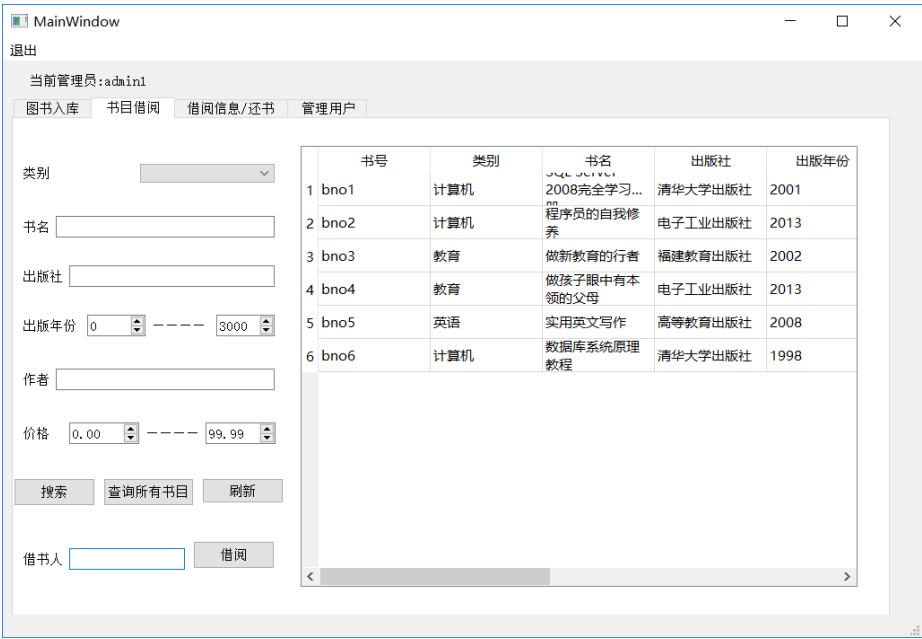 MainWindow
退出
当前管理员:admin1
图书入库 书目借阅 借阅信息/还书 管理用户
类别
书名
出版社
出版年份 0 ---- 3000
作者
价格 0.00 ---- 99.99
搜索 查询所有书目 刷新
借书人 借阅
书号 类别 书名 出版社 出版年份
1 bno1 计算机 SQL Server 2008完全学习... 清华大学出版社 2001
2 bno2 计算机 程序员的自我修养 电子工业出版社 2013
3 bno3 教育 做新教育的行者 福建教育出版社 2002
4 bno4 教育 做孩子眼中有本领的父母 电子工业出版社 2013
5 bno5 英语 实用英文写作 高等教育出版社 2008
6 bno6 计算机 数据库系统原理教程 清华大学出版社 1998